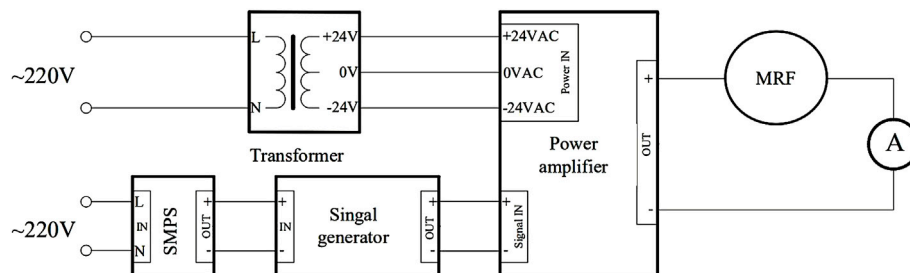 ~220V
L
N
+24V
0V
-24V
Transformer
+24VAC
0VAC
-24VAC
Power IN
Power
amplifier
+
OUT
-
MRF
A
~220V
L
IN
N
SMPS
+
OUT
-
+
IN
-
Singal
generator
+
OUT
-
+
Signal IN
-